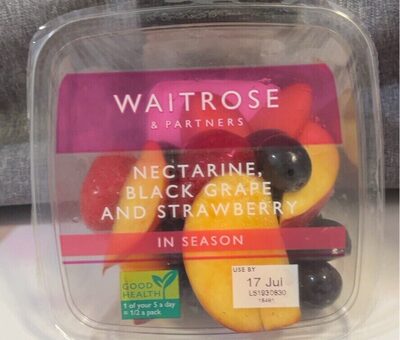 WAITROSE
& PARTNERS
NECTARINE,
BLACK GRAPE
AND STRAWBERRY
IN SEASON
GOOD
HEALTH
1 of your 5 a day
= 1/2 a pack
USE BY
17 Jul